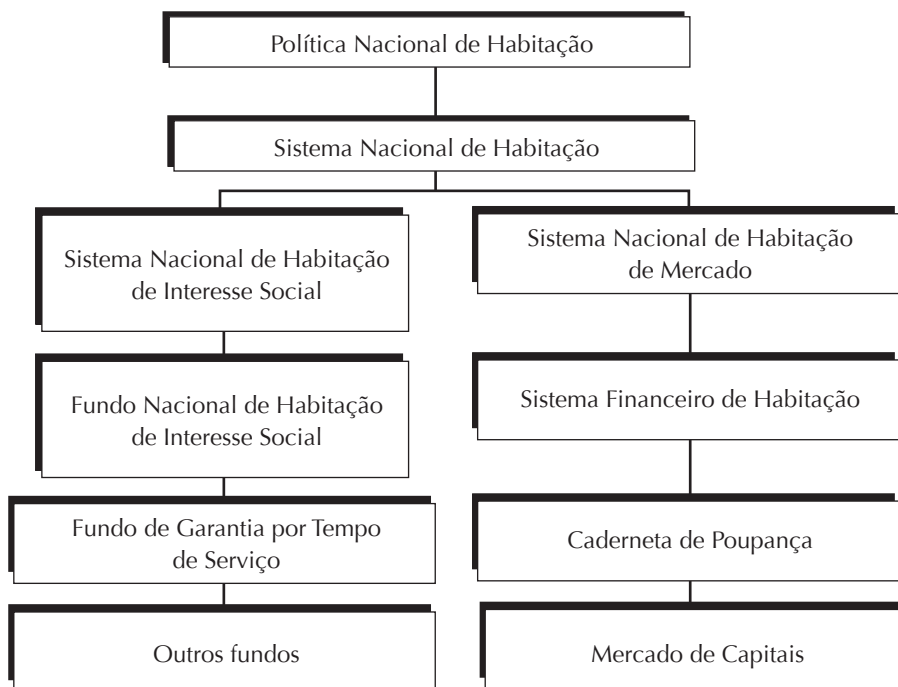 Política Nacional de Habitação
Sistema Nacional de Habitação
Sistema Nacional de Habitação
de Interesse Social
Fundo Nacional de Habitação
de Interesse Social
Fundo de Garantia por Tempo
de Serviço
Outros fundos
Sistema Nacional de Habitação
de Mercado
Sistema Financeiro de Habitação
Caderneta de Poupança
Mercado de Capitais